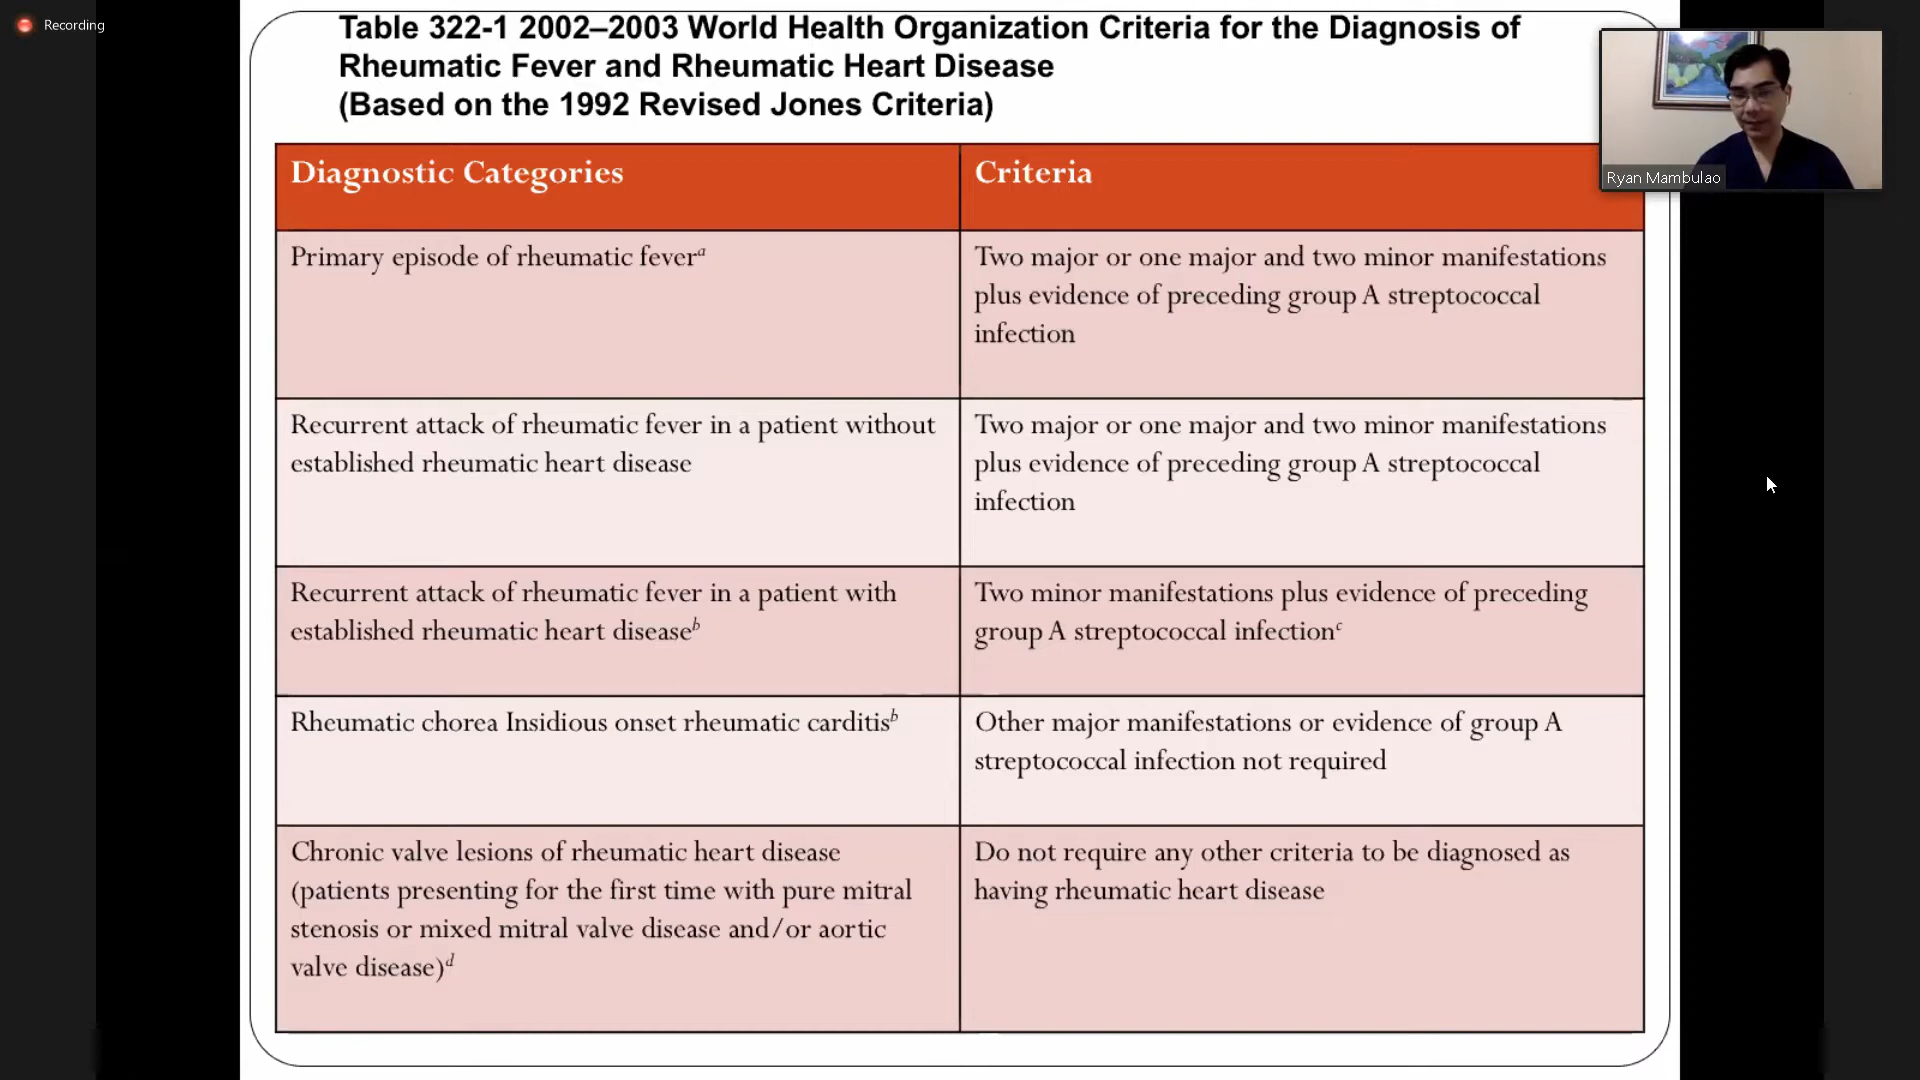 Recording
Table 322-1 2002–2003 World Health Organization Criteria for the Diagnosis of
Rheumatic Fever and Rheumatic Heart Disease
(Based on the 1992 Revised Jones Criteria)
Ryan Mambulao
Diagnostic Categories
Criteria
Primary episode of rheumatic feverᵃ
Two major or one major and two minor manifestations
plus evidence of preceding group A streptococcal
infection
Recurrent attack of rheumatic fever in a patient without
established rheumatic heart disease
Two major or one major and two minor manifestations
plus evidence of preceding group A streptococcal
infection
Recurrent attack of rheumatic fever in a patient with
established rheumatic heart diseaseᵇ
Two minor manifestations plus evidence of preceding
group A streptococcal infectionᶜ
Rheumatic chorea Insidious onset rheumatic carditisᵇ
Other major manifestations or evidence of group A
streptococcal infection not required
Chronic valve lesions of rheumatic heart disease
(patients presenting for the first time with pure mitral
stenosis or mixed mitral valve disease and/or aortic
valve disease)ᵈ
Do not require any other criteria to be diagnosed as
having rheumatic heart disease